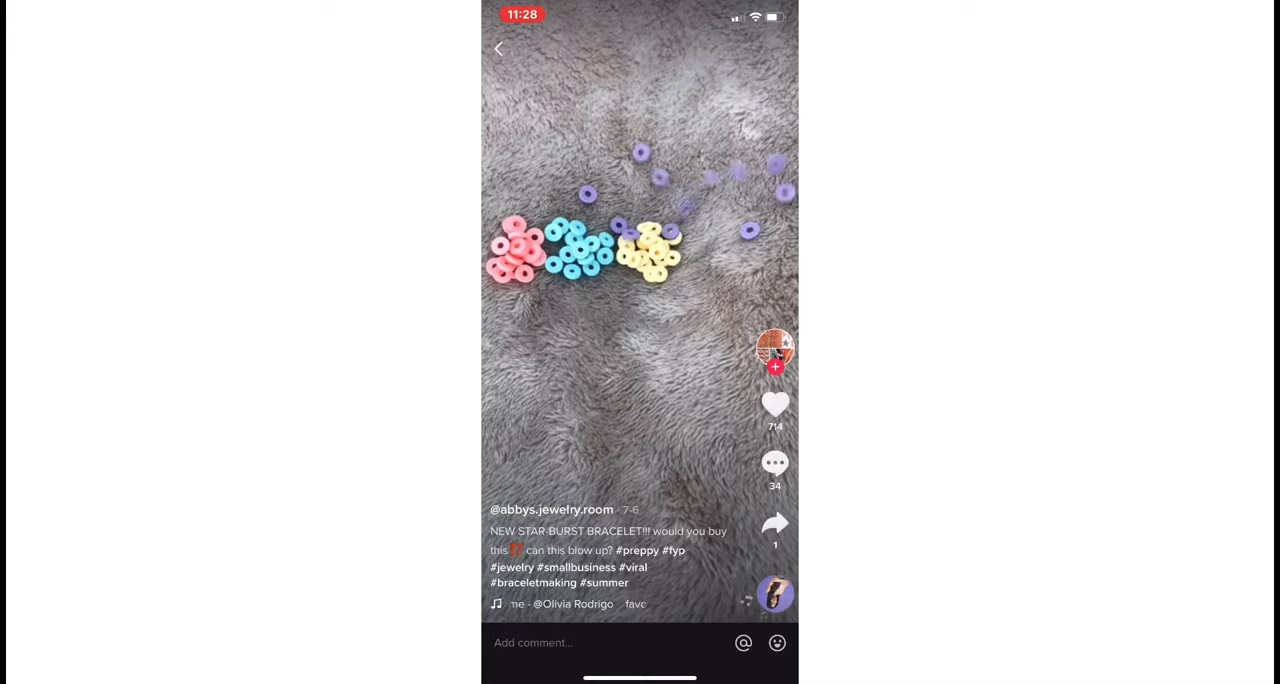 11:28
714
34
@abbys.jewelry.room · 7-6
NEW STAR-BURST BRACELET!!! would you buy
this‼️ can this blow up? #preppy #fyp
1
#jewelry #smallbusiness #viral
#braceletmaking #summer
me - @Olivia Rodrigo favo
Add comment...